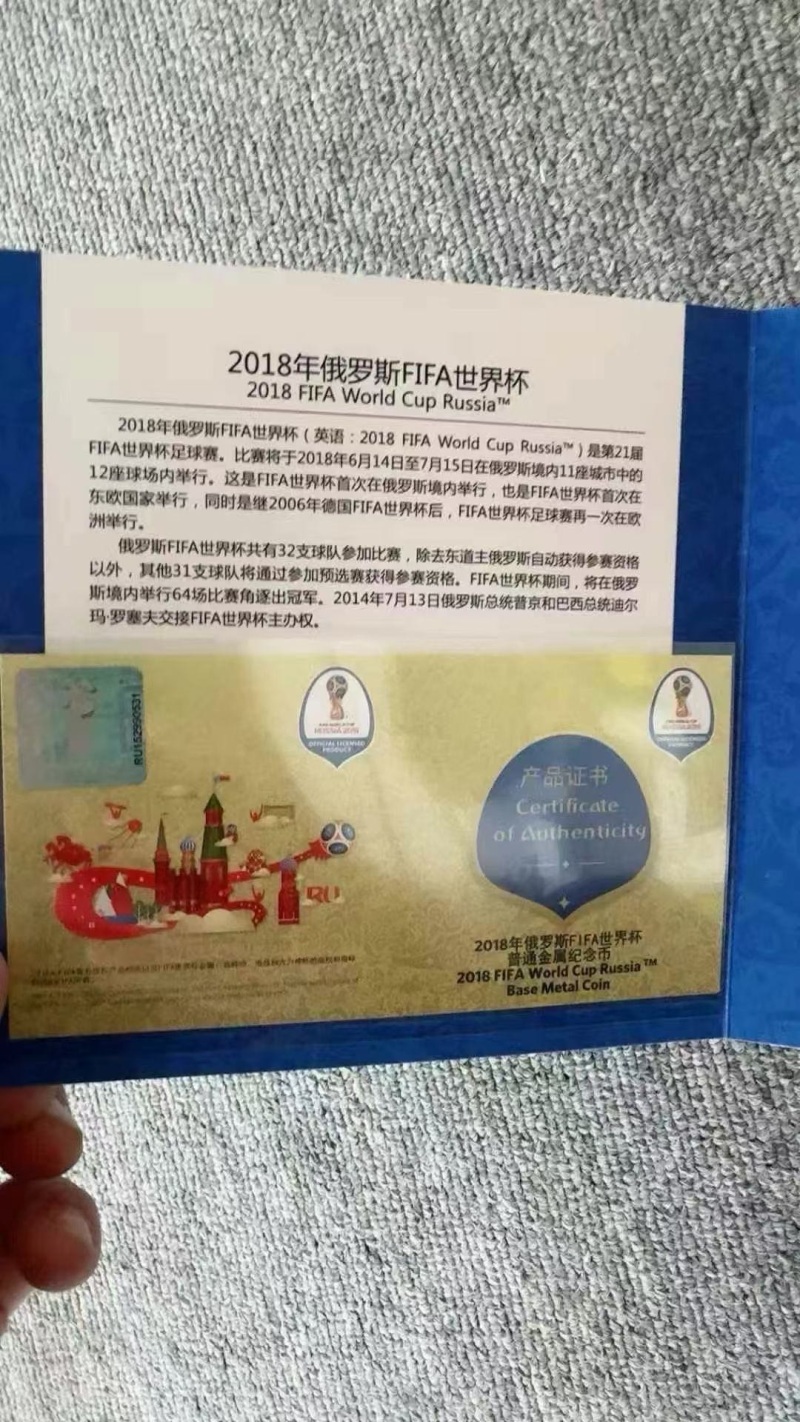 2018年俄罗斯FIFA世界杯
2018 FIFA World Cup Russia™
2018年俄罗斯FIFA世界杯（英语：2018 FIFA World Cup Russia™）是第21届
FIFA世界杯足球赛。比赛将于2018年6月14日至7月15日在俄罗斯境内11座城市中的
12座球场内举行。这是FIFA世界杯首次在俄罗斯境内举行，也是FIFA世界杯首次在
东欧国家举行，同时是继2006年德国FIFA世界杯后，FIFA世界杯足球赛再一次在欧
洲举行。
俄罗斯FIFA世界杯共有32支球队参加比赛，除去东道主俄罗斯自动获得参赛资格
以外，其他31支球队将通过参加预选赛获得参赛资格。FIFA世界杯期间，将在俄罗
斯境内举行64场比赛角逐出冠军。2014年7月13日俄罗斯总统普京和巴西总统迪尔
玛·罗塞夫交接FIFA世界杯主办权。
RU152990531
RUSSIA 2018
OFFICIAL LICENSED
PRODUCT
RU
RUSSIA 2018
OFFICIAL LICENSED
PRODUCT
产品证书
Certificate
of Authenticity
2018年俄罗斯FIFA世界杯
普通金属纪念币
2018 FIFA World Cup Russia™
Base Metal Coin